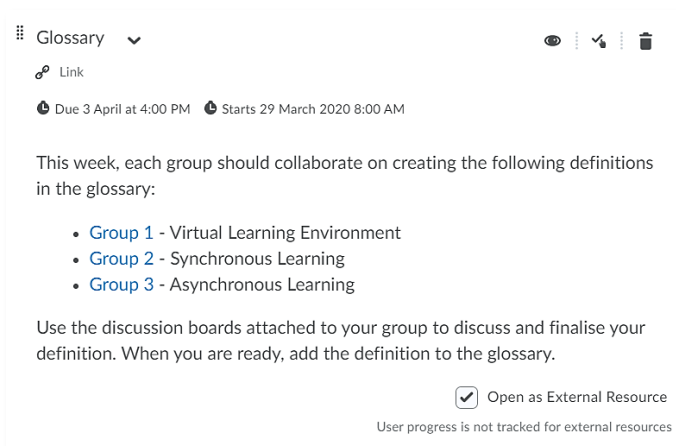 Glossary
Link
Due 3 April at 4:00 PM Starts 29 March 2020 8:00 AM
This week, each group should collaborate on creating the following definitions
in the glossary:
• Group 1 - Virtual Learning Environment
• Group 2 - Synchronous Learning
• Group 3 - Asynchronous Learning
Use the discussion boards attached to your group to discuss and finalise your
definition. When you are ready, add the definition to the glossary.
Open as External Resource
User progress is not tracked for external resources